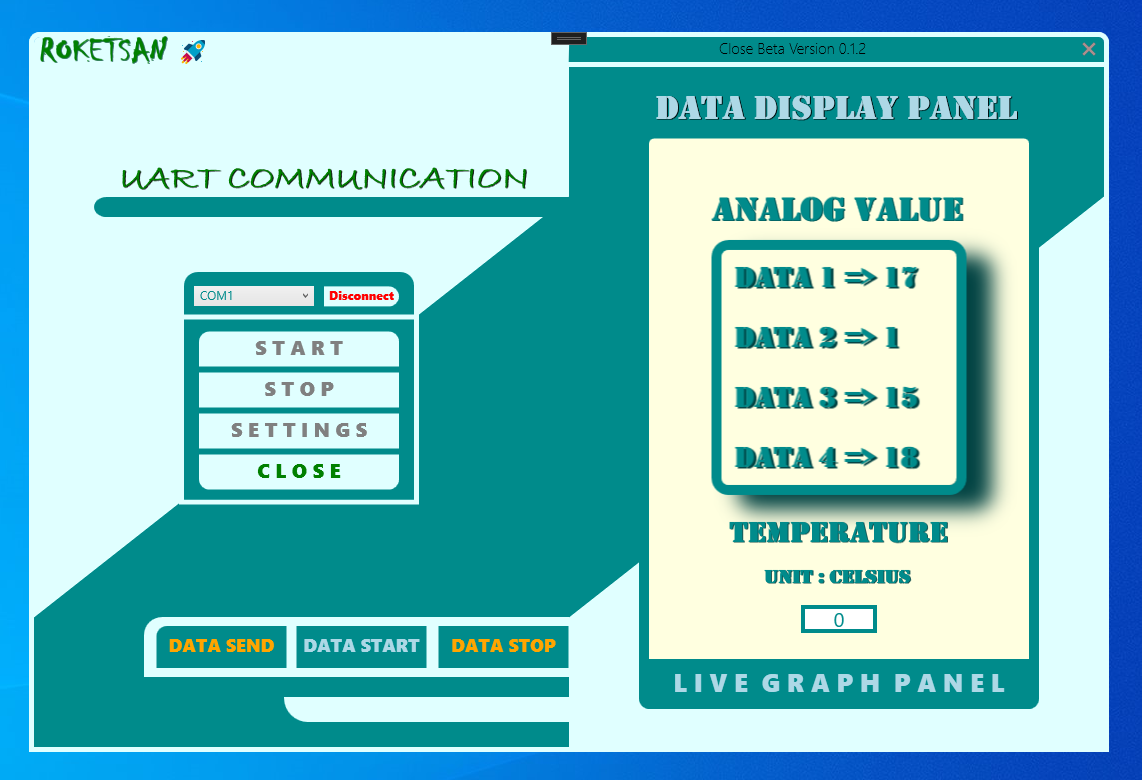 ROKETSAN
Close Beta Version 0.1.2
UART COMMUNICATION
COM1
Disconnect
START
STOP
SETTINGS
CLOSE
DATA SEND
DATA START
DATA STOP
DATA DISPLAY PANEL
ANALOG VALUE
DATA 1 => 17
DATA 2 => 1
DATA 3 => 15
DATA 4 => 18
TEMPERATURE
UNIT : CELSIUS
0
LIVE GRAPH PANEL